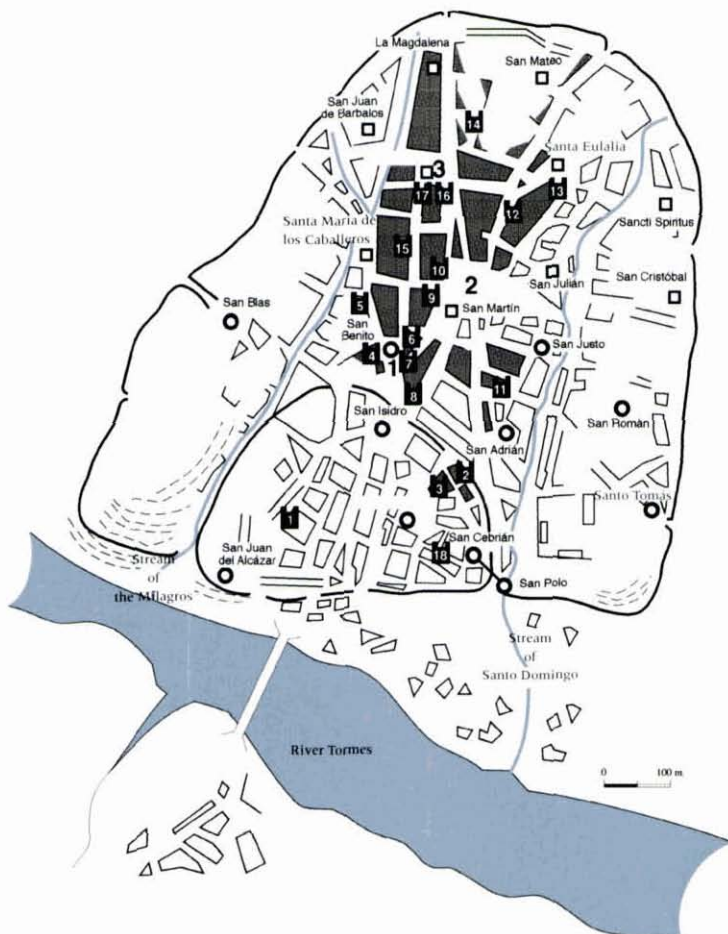 La Magdalena
San Mateo
San Juan
de Barbalos
14
Santa Eulalia
3
13
17 16
12
Sancti Spiritus
Santa Maria de
los Caballeros
15
10
2
San Julián
San Cristóbal
San Blas
5
9
San Martín
San
Benito
6
4
1
7
San Justo
8
11
San Isidro
San Román
San Adrián
2
3
Santo Tomás
1
San Cebrián
18
San Juan
del Alcázar
San Polo
Stream
of
the Milagros
Stream
of
Santo Domingo
River Tormes
0 100 m